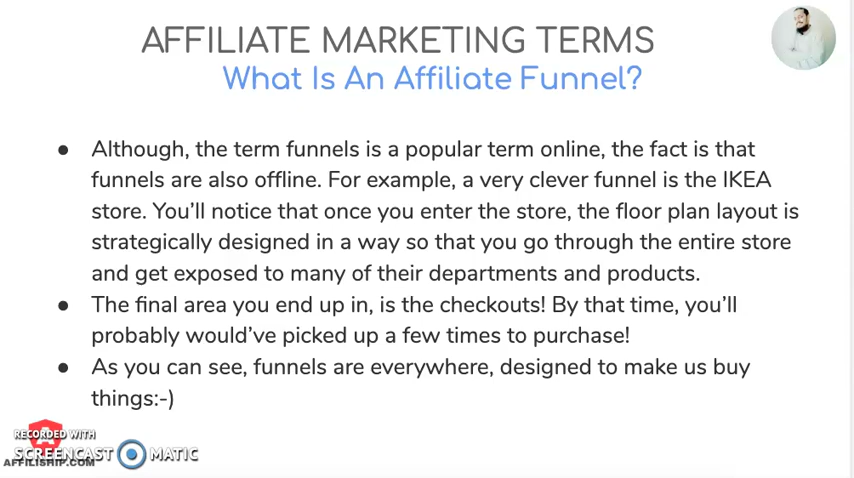 AFFILIATE MARKETING TERMS
What Is An Affiliate Funnel?
● Although, the term funnels is a popular term online, the fact is that
funnels are also offline. For example, a very clever funnel is the IKEA
store. You'll notice that once you enter the store, the floor plan layout is
strategically designed in a way so that you go through the entire store
and get exposed to many of their departments and products.
● The final area you end up in, is the checkouts! By that time, you'll
probably would've picked up a few times to purchase!
● As you can see, funnels are everywhere, designed to make us buy
things:-)
RECORDED WITH
SCREENCAST MATIC
AFFILISHIP.COM